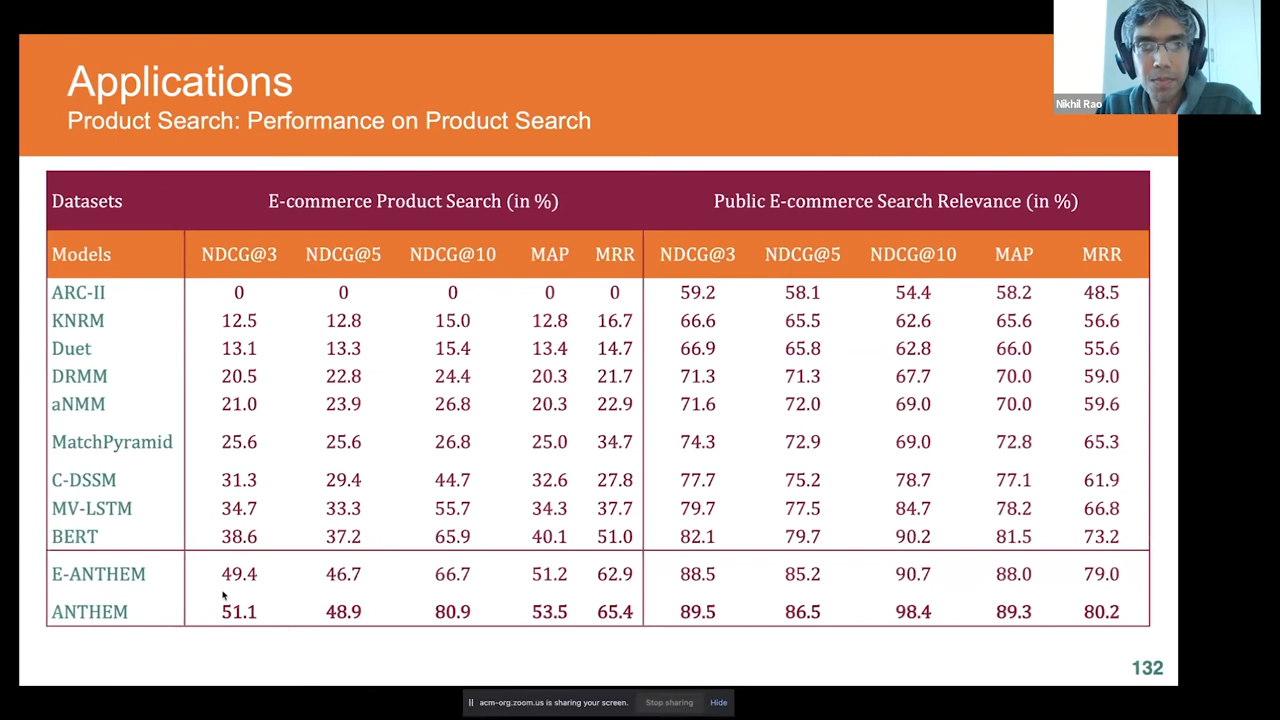 Nikhil Rao
Applications
Product Search: Performance on Product Search
Datasets E-commerce Product Search (in %) Public E-commerce Search Relevance (in %)
Models NDCG@3 NDCG@5 NDCG@10 MAP MRR NDCG@3 NDCG@5 NDCG@10 MAP MRR
ARC-II 0 0 0 0 0 59.2 58.1 54.4 58.2 48.5
KNRM 12.5 12.8 15.0 12.8 16.7 66.6 65.5 62.6 65.6 56.6
Duet 13.1 13.3 15.4 13.4 14.7 66.9 65.8 62.8 66.0 55.6
DRMM 20.5 22.8 24.4 20.3 21.7 71.3 71.3 67.7 70.0 59.0
aNMM 21.0 23.9 26.8 20.3 22.9 71.6 72.0 69.0 70.0 59.6
MatchPyramid 25.6 25.6 26.8 25.0 34.7 74.3 72.9 69.0 72.8 65.3
C-DSSM 31.3 29.4 44.7 32.6 27.8 77.7 75.2 78.7 77.1 61.9
MV-LSTM 34.7 33.3 55.7 34.3 37.7 79.7 77.5 84.7 78.2 66.8
BERT 38.6 37.2 65.9 40.1 51.0 82.1 79.7 90.2 81.5 73.2
E-ANTHEM 49.4 46.7 66.7 51.2 62.9 88.5 85.2 90.7 88.0 79.0
ANTHEM 51.1 48.9 80.9 53.5 65.4 89.5 86.5 98.4 89.3 80.2
132
acm-org.zoom.us is sharing your screen. Stop sharing Hide